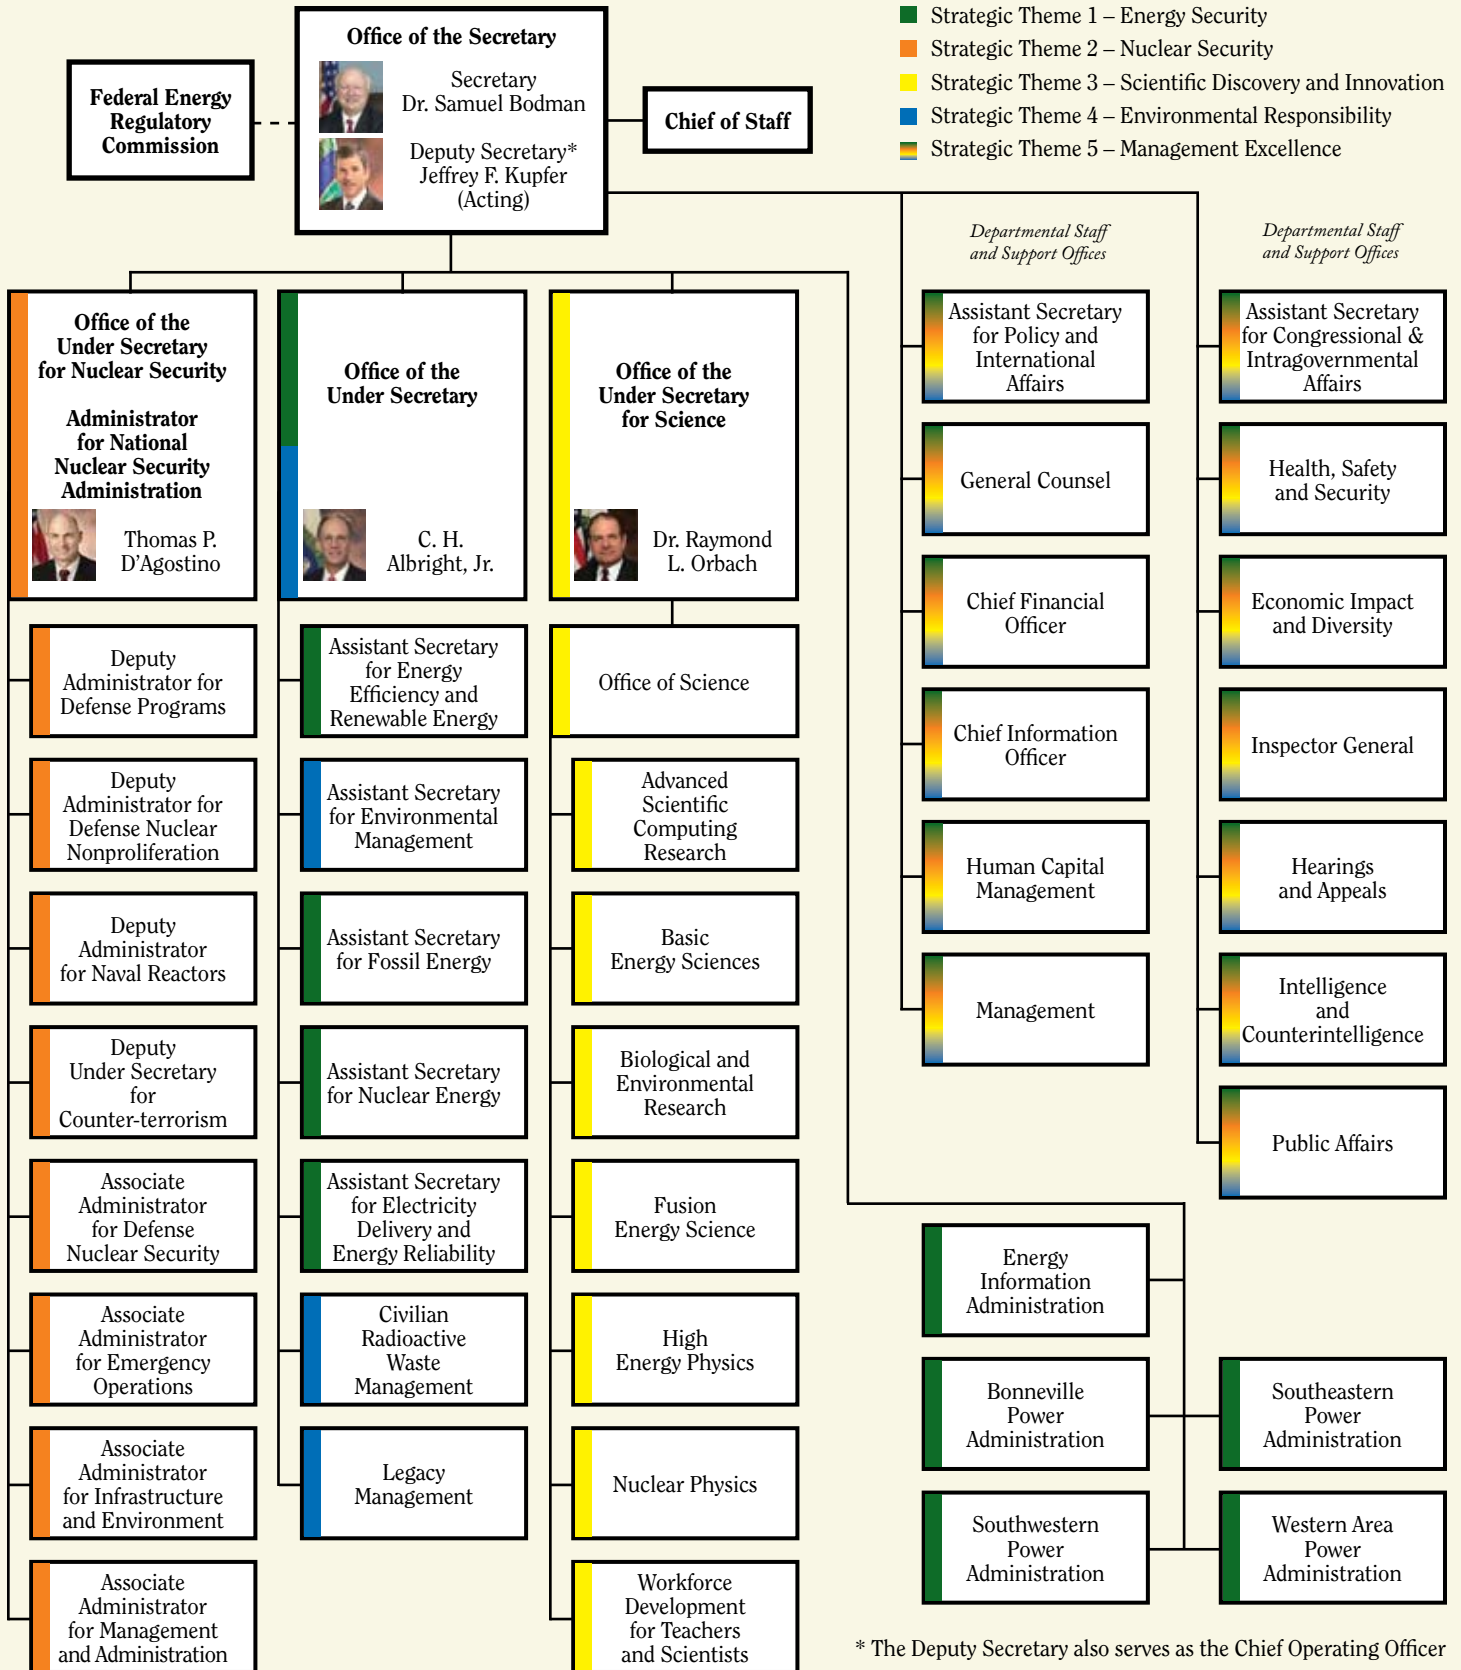 Office of the Secretary
Secretary
Dr. Samuel Bodman
Deputy Secretary*
Jeffrey F. Kupfer
(Acting)
Federal Energy
Regulatory
Commission
Chief of Staff
Strategic Theme 1 – Energy Security
Strategic Theme 2 – Nuclear Security
Strategic Theme 3 – Scientific Discovery and Innovation
Strategic Theme 4 – Environmental Responsibility
Strategic Theme 5 – Management Excellence
Office of the
Under Secretary
for Nuclear Security
Administrator
for National
Nuclear Security
Administration
Thomas P.
D'Agostino
Deputy
Administrator for
Defense Programs
Deputy
Administrator for
Defense Nuclear
Nonproliferation
Deputy
Administrator
for Naval Reactors
Deputy
Under Secretary
for
Counter-terrorism
Associate
Administrator
for Defense
Nuclear Security
Associate
Administrator
for Emergency
Operations
Associate
Administrator
for Infrastructure
and Environment
Associate
Administrator
for Management
and Administration
Office of the
Under Secretary
C. H.
Albright, Jr.
Assistant Secretary
for Energy
Efficiency and
Renewable Energy
Assistant Secretary
for Environmental
Management
Assistant Secretary
for Fossil Energy
Assistant Secretary
for Nuclear Energy
Assistant Secretary
for Electricity
Delivery and
Energy Reliability
Civilian
Radioactive
Waste
Management
Legacy
Management
Office of the
Under Secretary
for Science
Dr. Raymond
L. Orbach
Office of Science
Advanced
Scientific
Computing
Research
Basic
Energy Sciences
Biological and
Environmental
Research
Fusion
Energy Science
High
Energy Physics
Nuclear Physics
Workforce
Development
for Teachers
and Scientists
Departmental Staff
and Support Offices
Assistant Secretary
for Policy and
International
Affairs
General Counsel
Chief Financial
Officer
Chief Information
Officer
Human Capital
Management
Management
Departmental Staff
and Support Offices
Assistant Secretary
for Congressional &
Intragovernmental
Affairs
Health, Safety
and Security
Economic Impact
and Diversity
Inspector General
Hearings
and Appeals
Intelligence
and
Counterintelligence
Public Affairs
Energy
Information
Administration
Bonneville
Power
Administration
Southeastern
Power
Administration
Southwestern
Power
Administration
Western Area
Power
Administration
* The Deputy Secretary also serves as the Chief Operating Officer